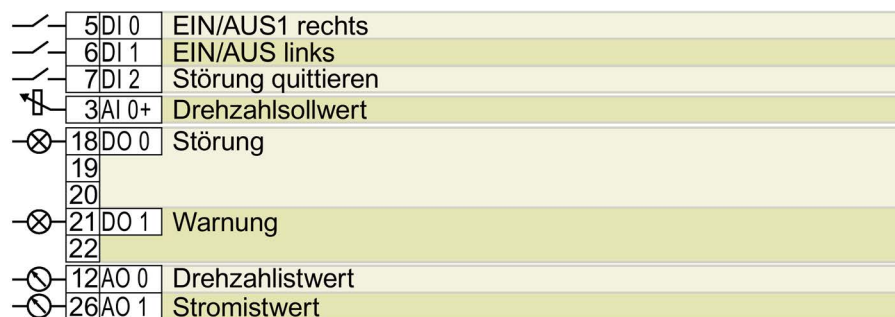 5 DI 0 EIN/AUS1 rechts
6 DI 1 EIN/AUS links
7 DI 2 Störung quittieren
3 AI 0+ Drehzahlsollwert
18 DO 0 Störung
19
20
21 DO 1 Warnung
22
12 AO 0 Drehzahlistwert
26 AO 1 Stromistwert